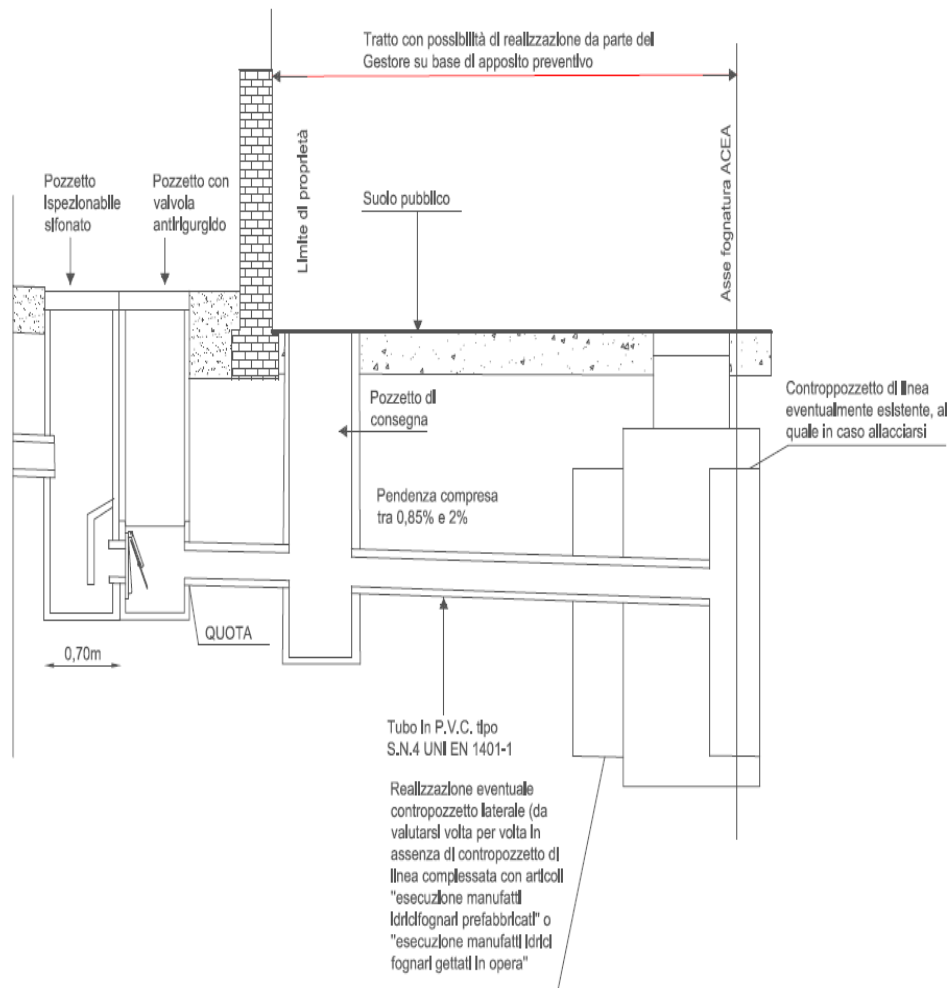 Tratto con possibilità di realizzazione da parte del
Gestore su base di apposito preventivo
Limite di proprietà
Asse fognatura ACEA
Pozzetto
Ispezionabile
sifonato
Pozzetto con
valvola
antirigurgido
Suolo pubblico
Controppozzetto di linea
eventualmente esistente, al
quale in caso allacciarsi
Pozzetto di
consegna
Pendenza compresa
tra 0,85% e 2%
QUOTA
0,70m
Tubo in P.V.C. tipo
S.N.4 UNI EN 1401-1
Realizzazione eventuale
contropozzetto laterale (da
valutarsi volta per volta in
assenza di contropozzetto di
linea complessata con articoli
"esecuzione manufatti
idricifognari prefabbricati" o
"esecuzione manufatti idrici
fognari gettati in opera"